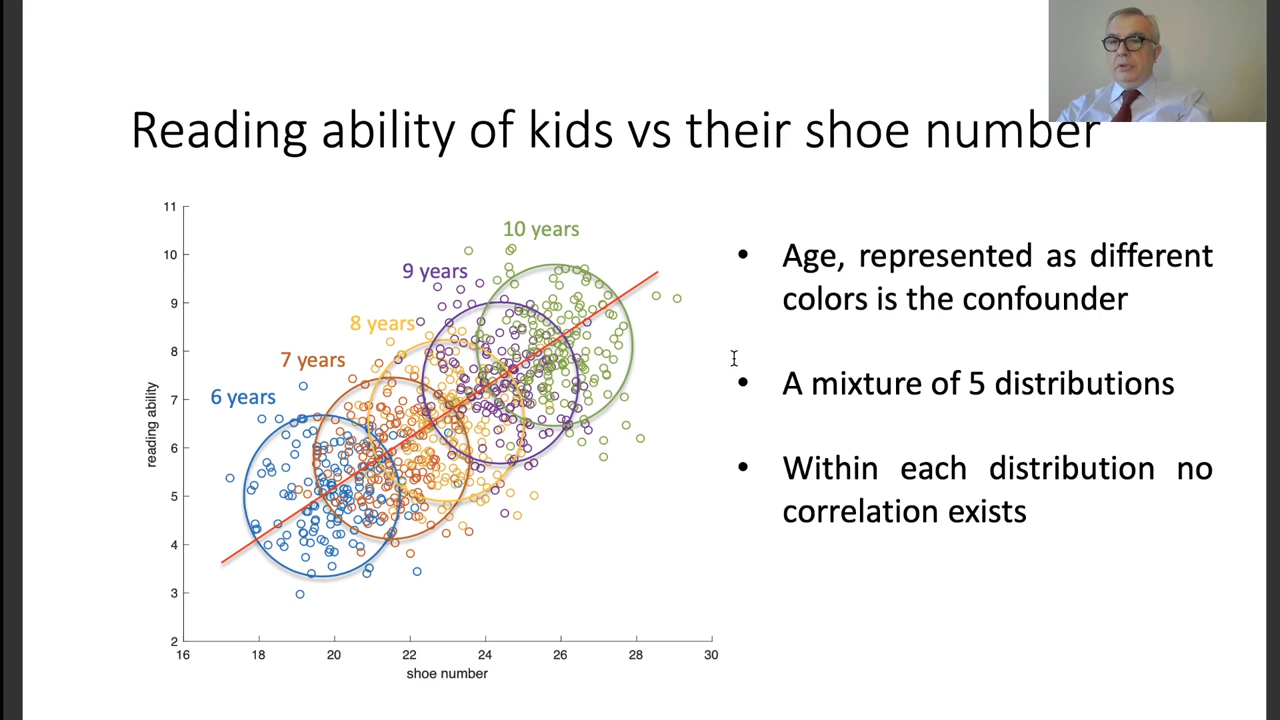 Reading ability of kids vs their shoe number
10 years
9 years
8 years
7 years
6 years
11
10
9
8
7
6
5
4
3
2
reading ability
16 18 20 22 24 26 28 30
shoe number
• Age, represented as different
colors is the confounder
• A mixture of 5 distributions
• Within each distribution no
correlation exists